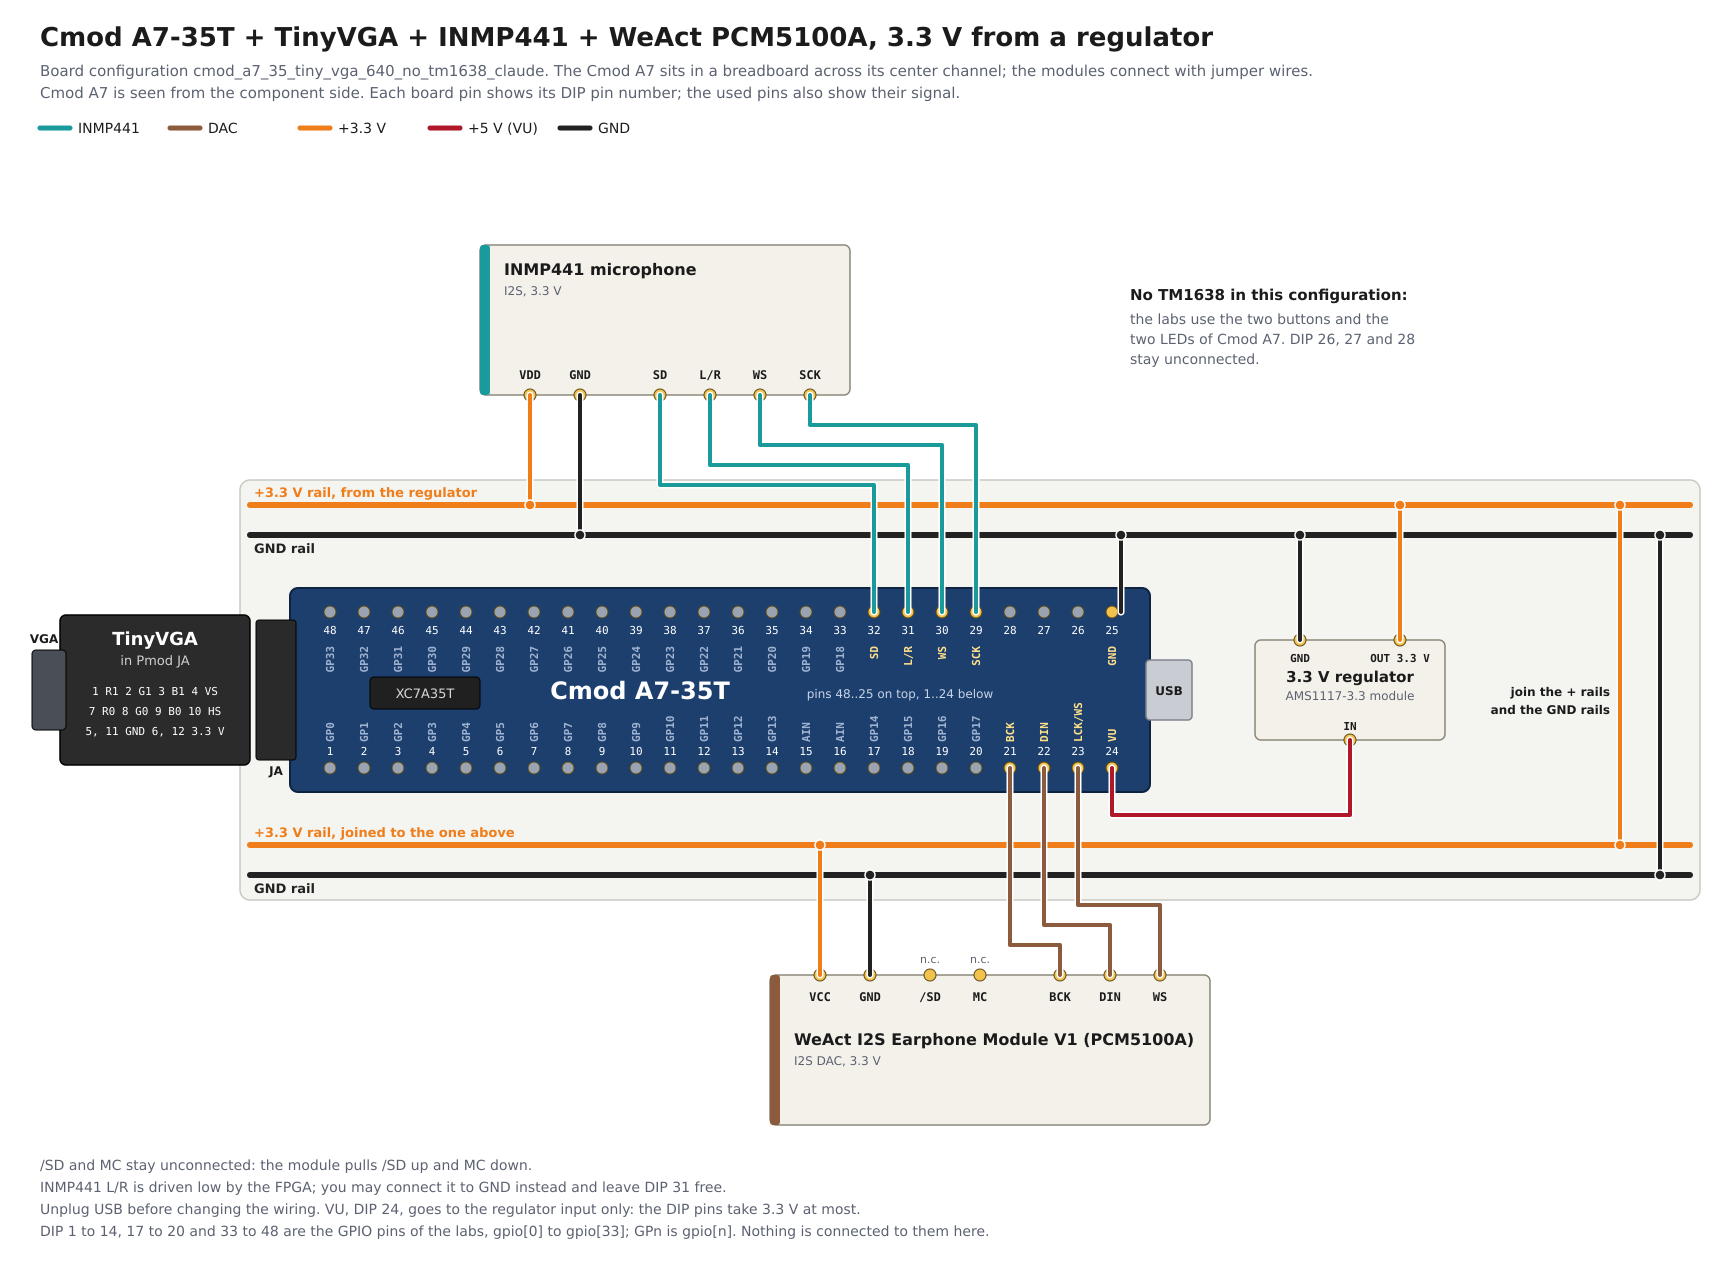 Cmod A7-35T + TinyVGA + INMP441 + WeAct PCM5100A, 3.3 V from a regulator
Board configuration cmod_a7_35_tiny_vga_640_no_tm1638_claude. The Cmod A7 sits in a breadboard across its center channel; the modules connect with jumper wires.
Cmod A7 is seen from the component side. Each board pin shows its DIP pin number; the used pins also show their signal.
INMP441 DAC +3.3 V +5 V (VU) GND
INMP441 microphone
I2S, 3.3 V
VDD GND SD L/R WS SCK
No TM1638 in this configuration:
the labs use the two buttons and the
two LEDs of Cmod A7. DIP 26, 27 and 28
stay unconnected.
+3.3 V rail, from the regulator
GND rail
48 47 46 45 44 43 42 41 40 39 38 37 36 35 34 33 32 31 30 29 28 27 26 25
GP33 GP32 GP31 GP30 GP29 GP28 GP27 GP26 GP25 GP24 GP23 GP22 GP21 GP20 GP19 GP18 SD L/R WS SCK GND
VGA
TinyVGA
in Pmod JA
1 R1 2 G1 3 B1 4 VS
7 R0 8 G0 9 B0 10 HS
5, 11 GND 6, 12 3.3 V
JA
XC7A35T
Cmod A7-35T
pins 48..25 on top, 1..24 below
USB
GP0 GP1 GP2 GP3 GP4 GP5 GP6 GP7 GP8 GP9 GP10 GP11 GP12 GP13 AIN AIN GP14 GP15 GP16 GP17 BCK DIN LCK/WS VU
1 2 3 4 5 6 7 8 9 10 11 12 13 14 15 16 17 18 19 20 21 22 23 24
GND OUT 3.3 V
3.3 V regulator
AMS1117-3.3 module
IN
join the + rails
and the GND rails
+3.3 V rail, joined to the one above
GND rail
n.c. n.c.
VCC GND /SD MC BCK DIN WS
WeAct I2S Earphone Module V1 (PCM5100A)
I2S DAC, 3.3 V
/SD and MC stay unconnected: the module pulls /SD up and MC down.
INMP441 L/R is driven low by the FPGA; you may connect it to GND instead and leave DIP 31 free.
Unplug USB before changing the wiring. VU, DIP 24, goes to the regulator input only: the DIP pins take 3.3 V at most.
DIP 1 to 14, 17 to 20 and 33 to 48 are the GPIO pins of the labs, gpio[0] to gpio[33]; GPn is gpio[n]. Nothing is connected to them here.